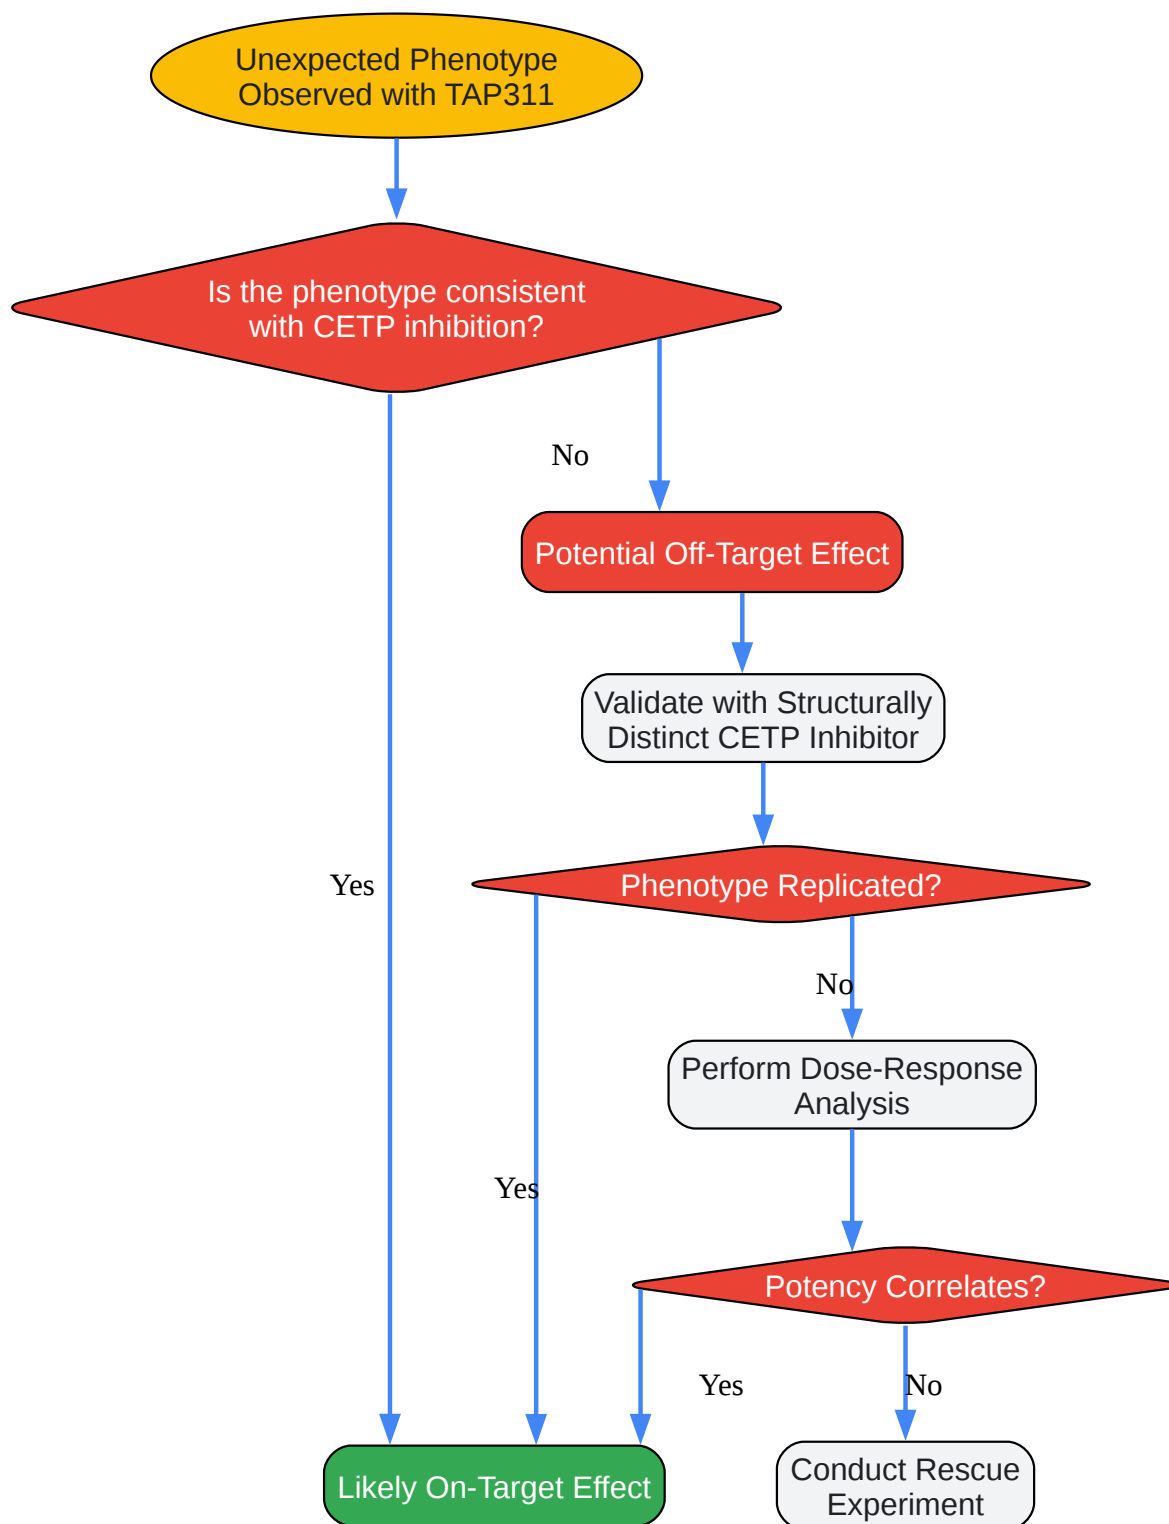 Unexpected Phenotype
Observed with TAP311
Is the phenotype consistent
with CETP inhibition?
No
Potential Off-Target Effect
Validate with Structurally
Distinct CETP Inhibitor
Yes
Phenotype Replicated?
No
Perform Dose-Response
Analysis
Yes
Potency Correlates?
Yes
No
Likely On-Target Effect
Conduct Rescue
Experiment